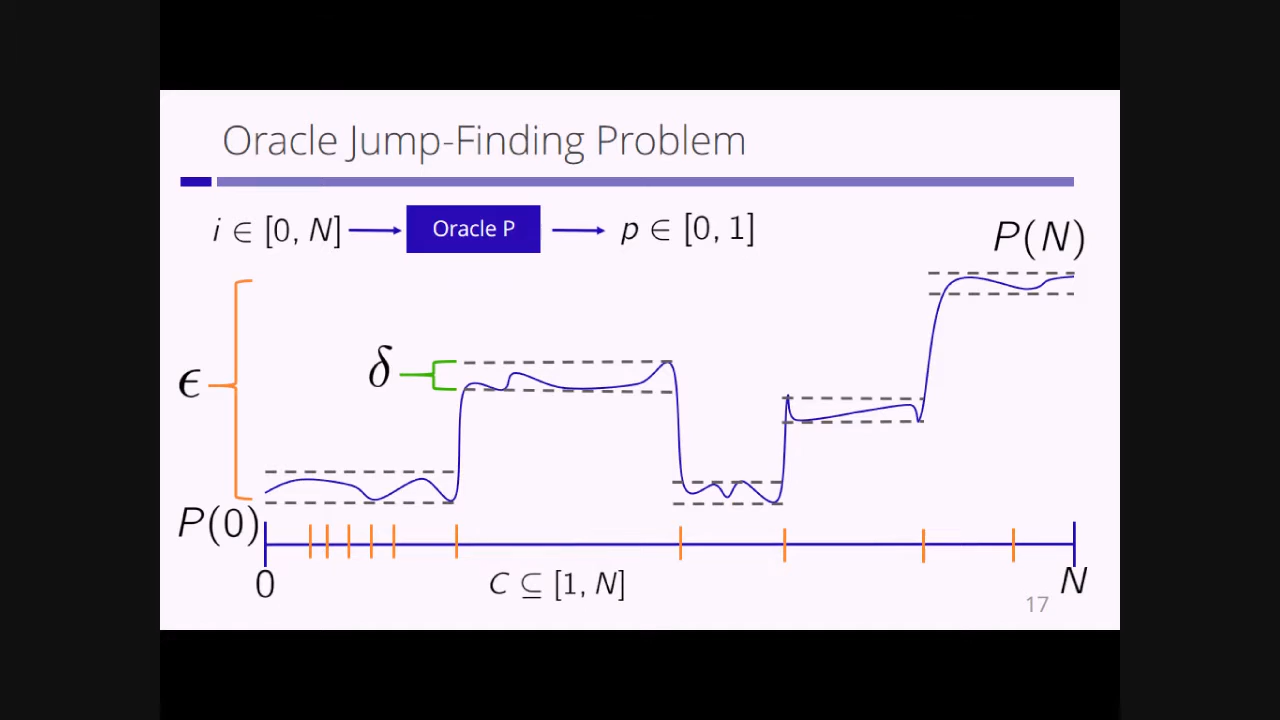 Oracle Jump-Finding Problem
i ∈ [0, N] Oracle P p ∈ [0, 1]
P(N)
δ
ϵ
P(0)
0 C ⊆ [1, N] N
17